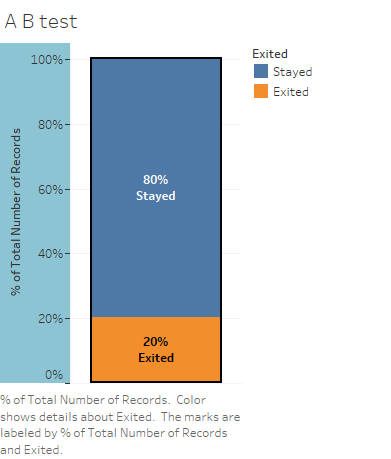 A B test
Exited
Stayed
Exited
% of Total Number of Records
100%
80%
60%
40%
20%
0%
80%
Stayed
20%
Exited
% of Total Number of Records.  Color
shows details about Exited.  The marks are
labeled by % of Total Number of Records
and Exited.